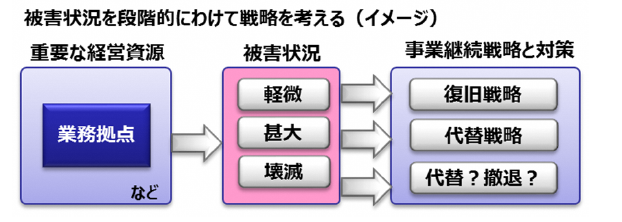 被害状況を段階的にわけて戦略を考える（イメージ）
重要な経営資源
被害状況
事業継続戦略と対策
業務拠点
など
軽微
甚大
壊滅
復旧戦略
代替戦略
代替？撤退？